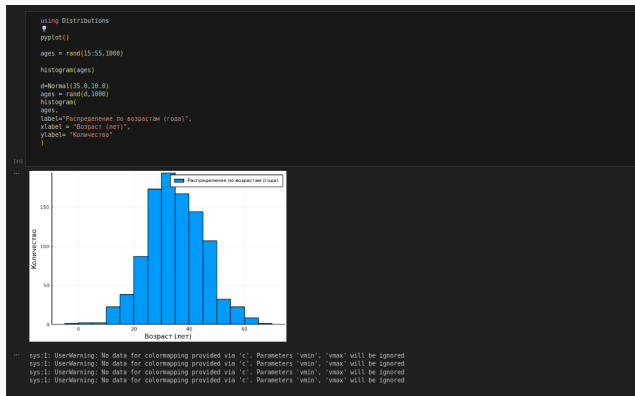 using Distributions
pyplot()
ages = rand(15:55,1000)
histogram(ages)
d=Normal(35.0,10.0)
ages = rand(d,1000)
histogram(
ages,
label="Распределение по возрастам (года)",
xlabel = "Возраст (лет)",
ylabel= "Количество"
)
...
Распределение по возрастам (года)
150
100
50
0
Количество
0 20 40 60
Возраст (лет)
...
sys:1: UserWarning: No data for colormapping provided via 'c'. Parameters 'vmin', 'vmax' will be ignored
sys:1: UserWarning: No data for colormapping provided via 'c'. Parameters 'vmin', 'vmax' will be ignored
sys:1: UserWarning: No data for colormapping provided via 'c'. Parameters 'vmin', 'vmax' will be ignored
sys:1: UserWarning: No data for colormapping provided via 'c'. Parameters 'vmin', 'vmax' will be ignored